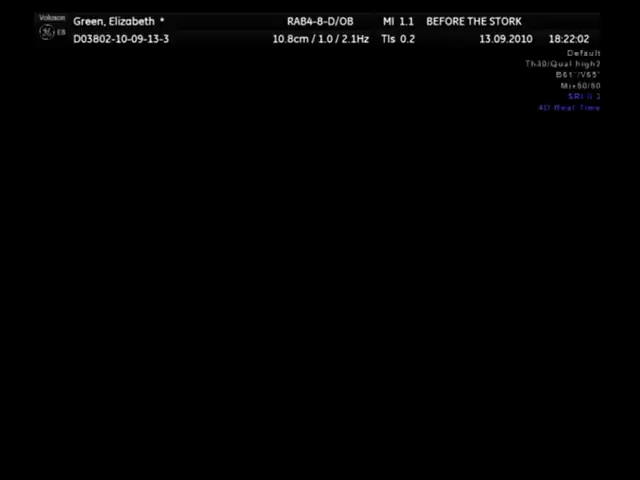 Voluson
GE E8
Green, Elizabeth *
RAB4-8-D/OB
MI 1.1
BEFORE THE STORK
D03802-10-09-13-3
10.8cm / 1.0 / 2.1Hz
TIs 0.2
13.09.2010
18:22:02
Default
Th30/Qual high2
B61°/V65°
Mix50/50
SRI II 3
4D Real Time